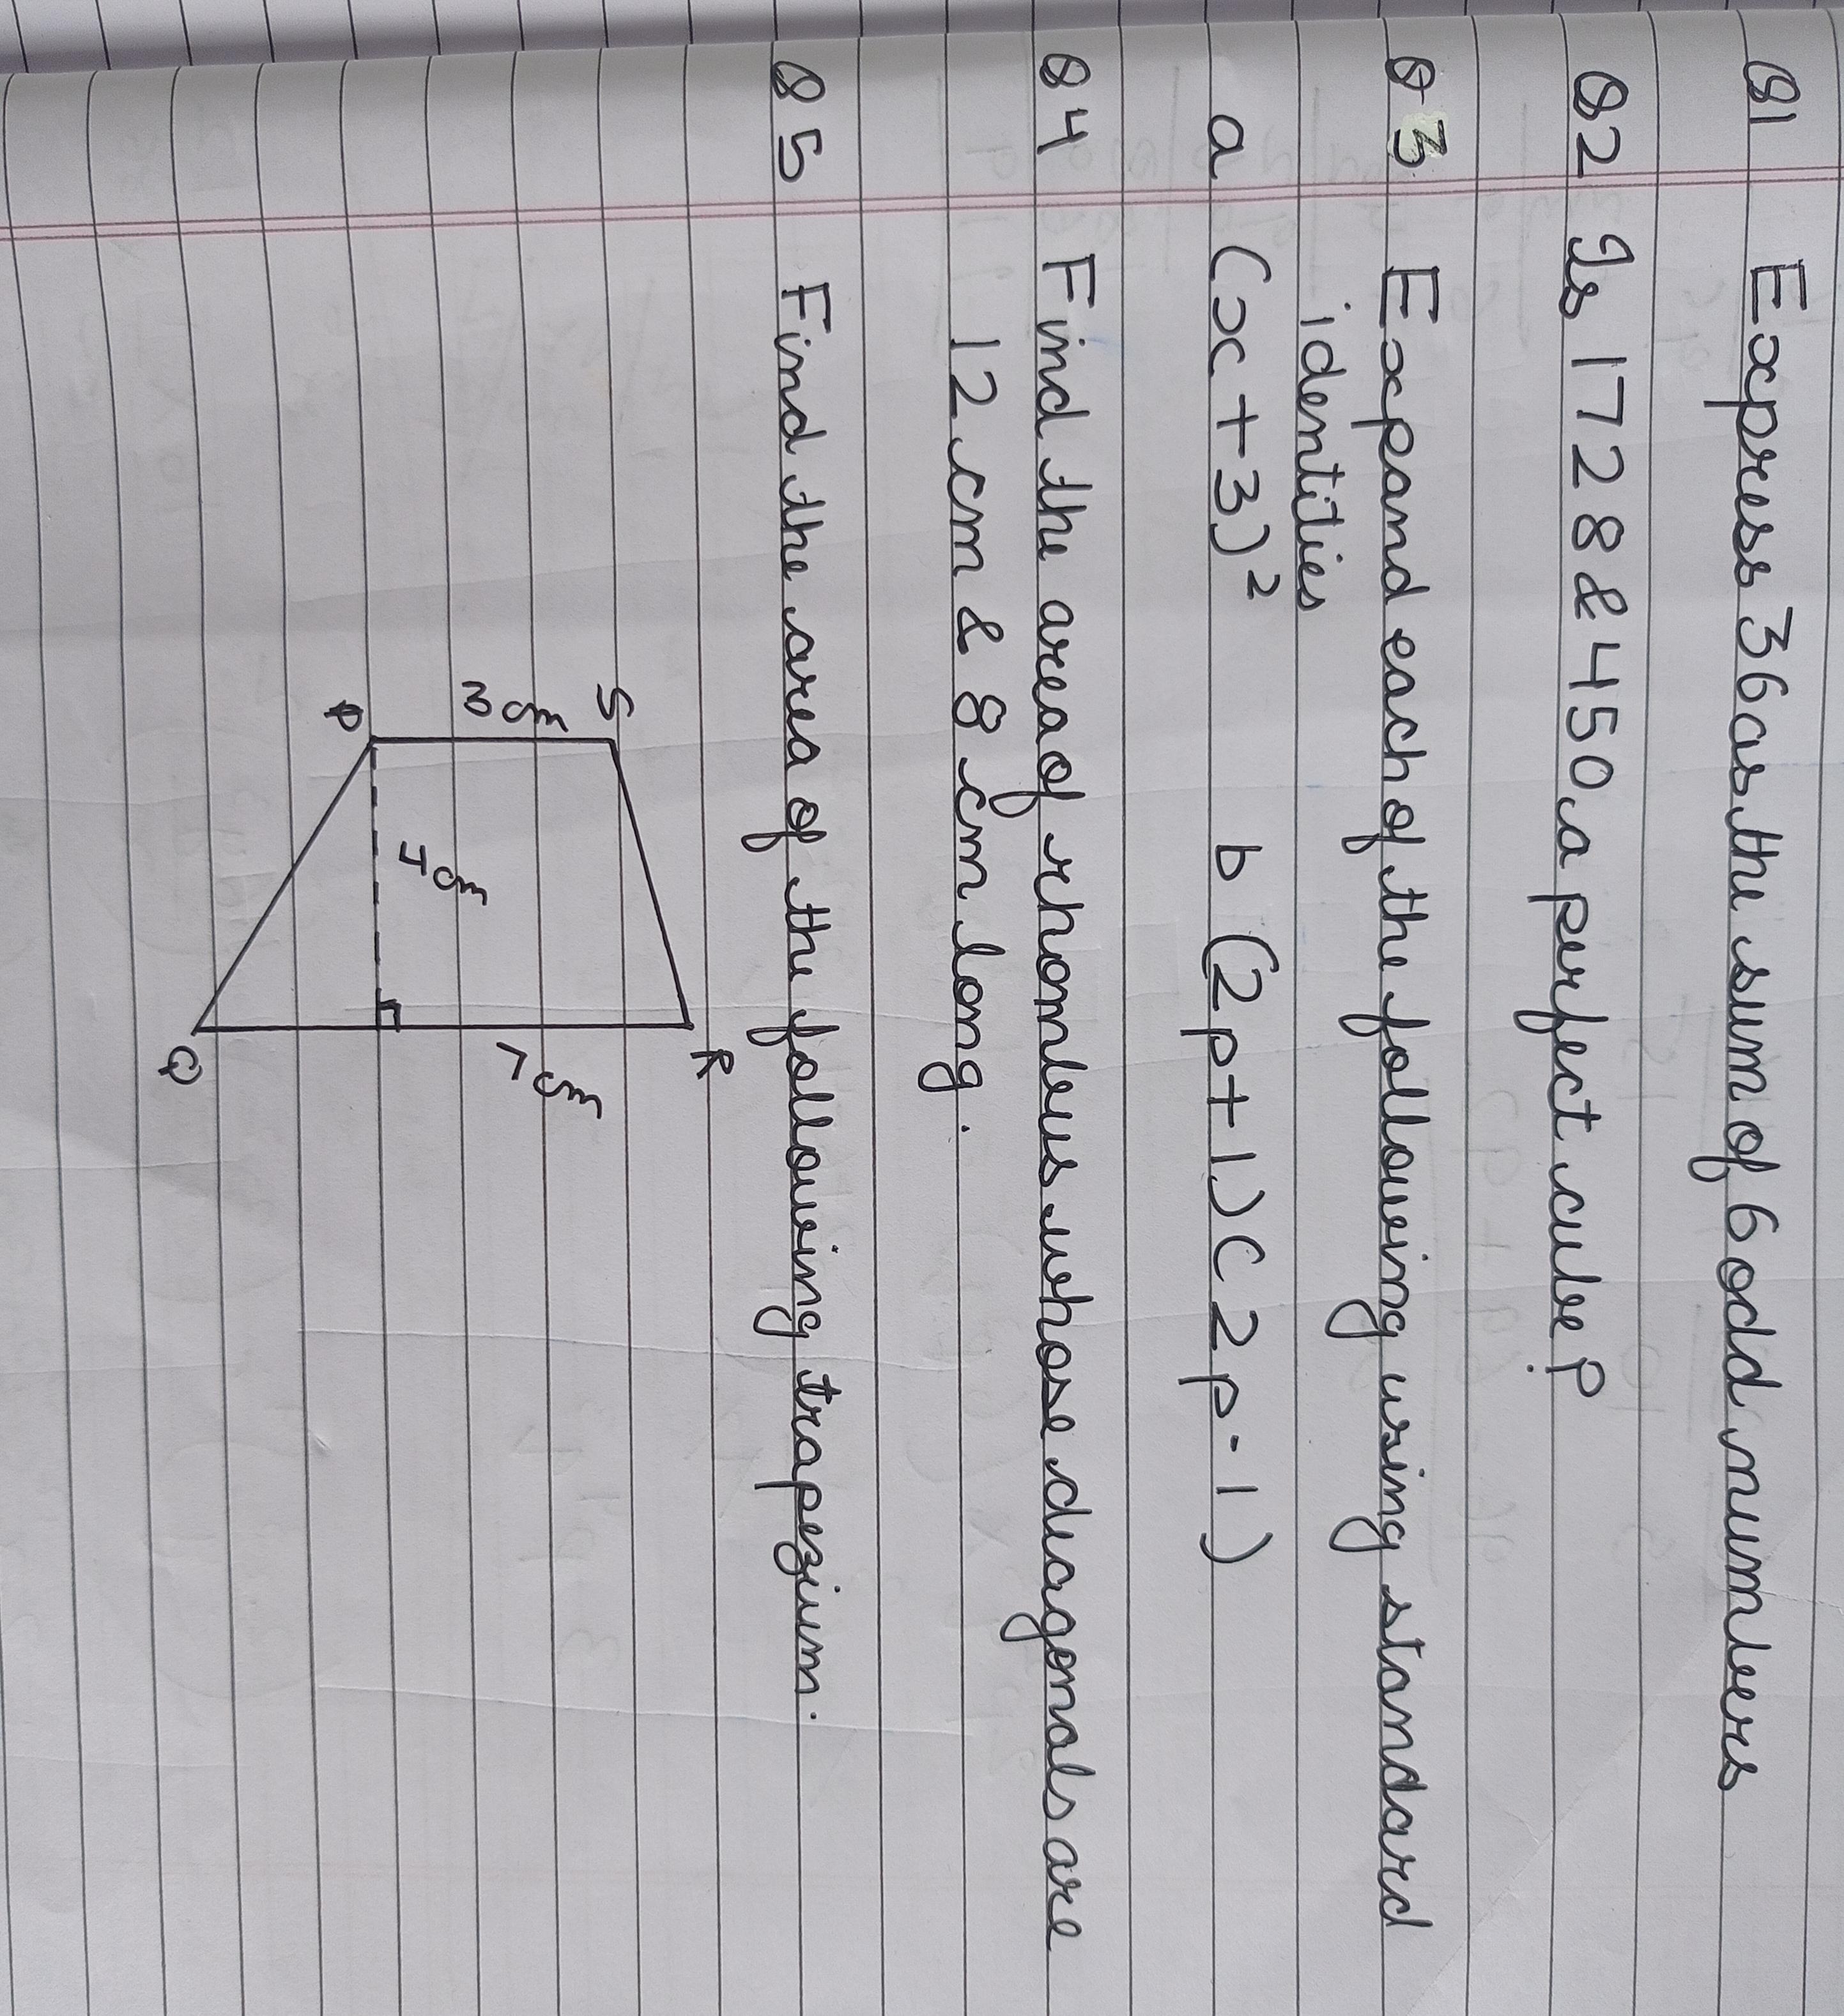 Q1 Express 36 as the sum of 6 odd numbers
Q2 Is 1728 & 450 a perfect cube?
Q3 Expand each of the following using standard
identities
a (x+3)² b (2p+1)(2p-1)
Q4 Find the area of rhombus whose diagonals are
12 cm & 8 cm long.
Q5 Find the area of the following trapezium.
R
S
3cm
7cm
4cm
P
Q